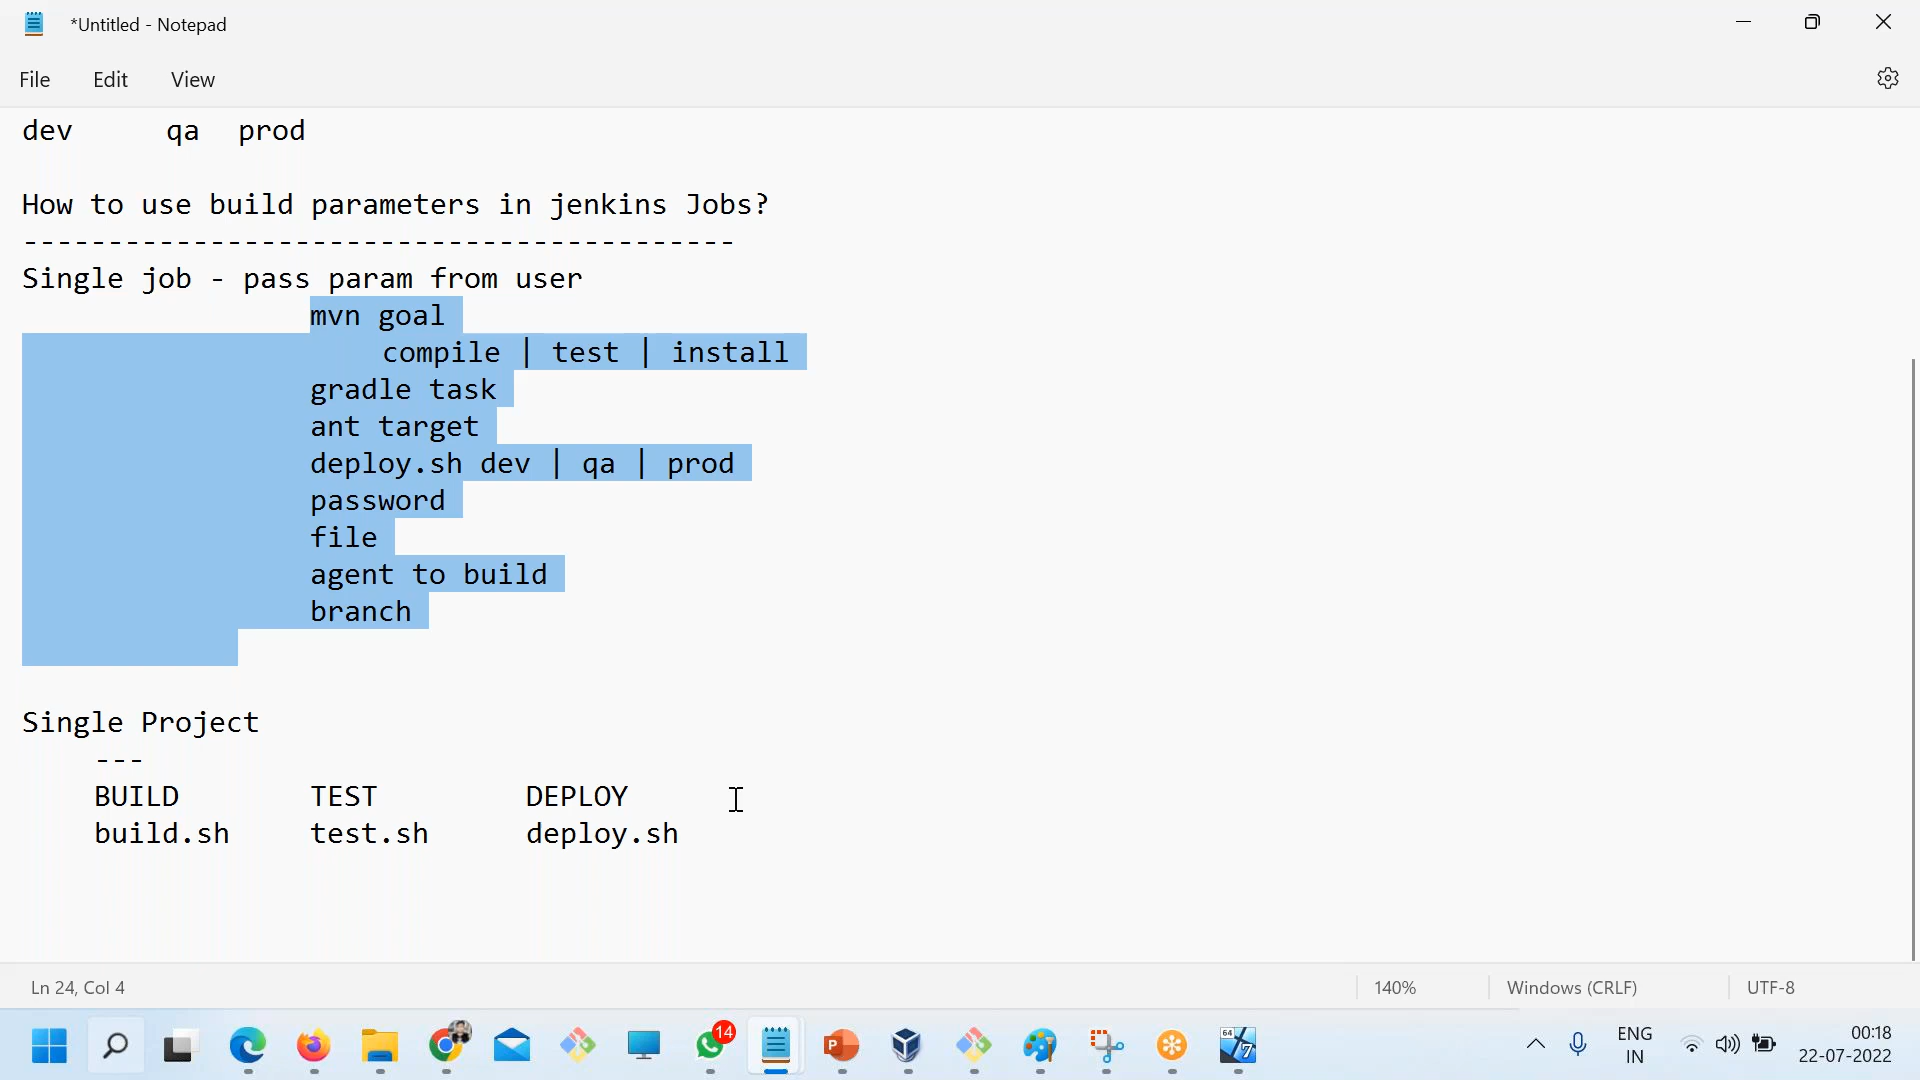 *Untitled - Notepad
File Edit View
dev qa prod
How to use build parameters in jenkins Jobs?
------------------------------------------
Single job - pass param from user
mvn goal
compile | test | install
gradle task
ant target
deploy.sh dev | qa | prod
password
file
agent to build
branch
Single Project
---
BUILD TEST DEPLOY
build.sh test.sh deploy.sh
Ln 24, Col 4 140% Windows (CRLF) UTF-8
14
P
64
7
ENG
IN
00:18
22-07-2022